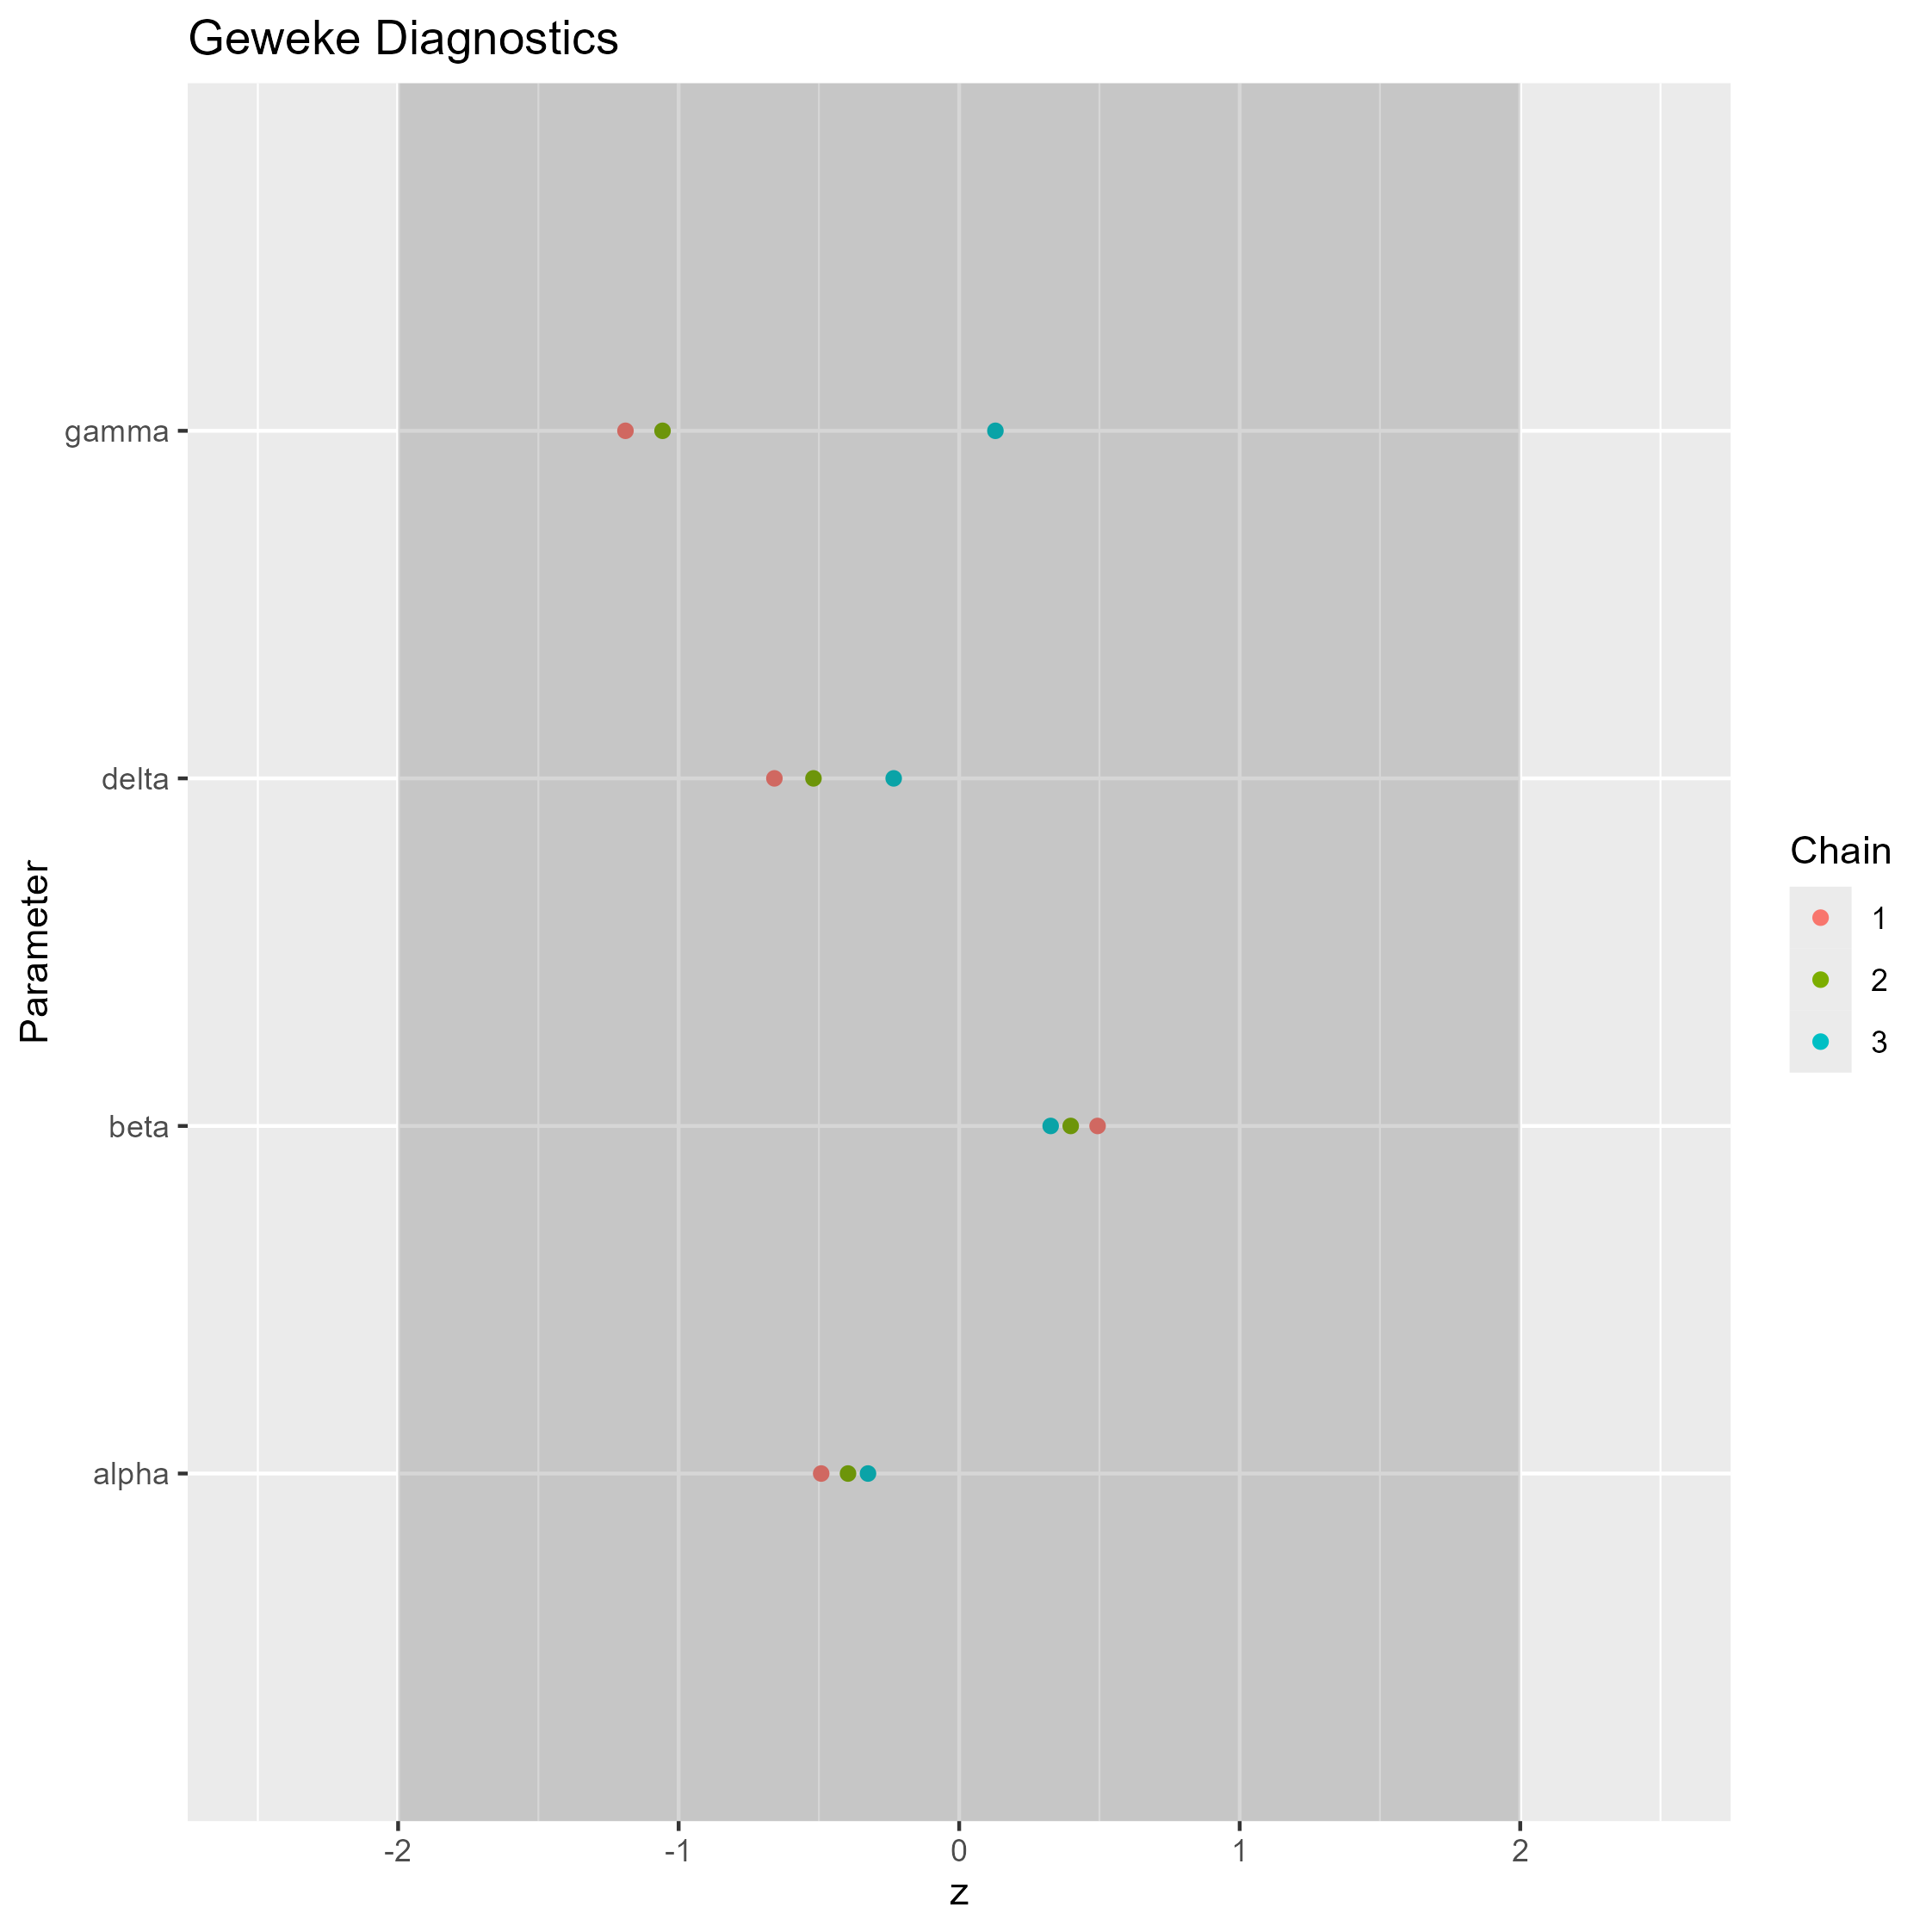 Geweke Diagnostics
Parameter
gamma
delta
beta
alpha
-2 -1 0 1 2
z
Chain
1
2
3